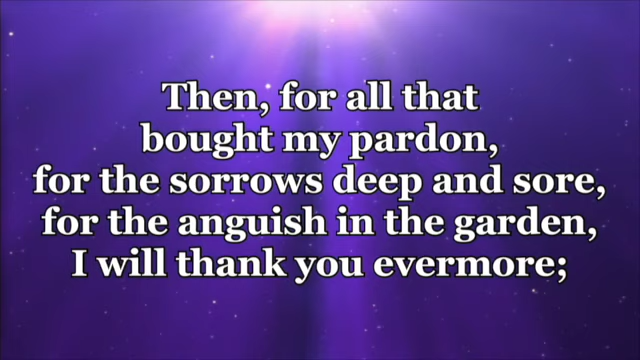 Then, for all that
bought my pardon,
for the sorrows deep and sore,
for the anguish in the garden,
I will thank you evermore;